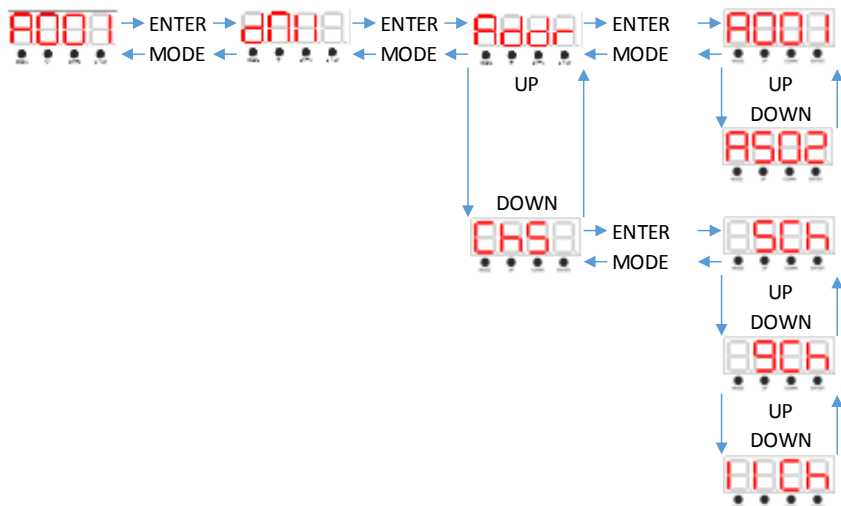 A001 ENTER ENTER Addr ENTER A001
MODE MODE MODE
UP UP
DOWN
A502
DOWN
ChS ENTER 5Ch
MODE
UP
DOWN
9Ch
UP
DOWN
11Ch